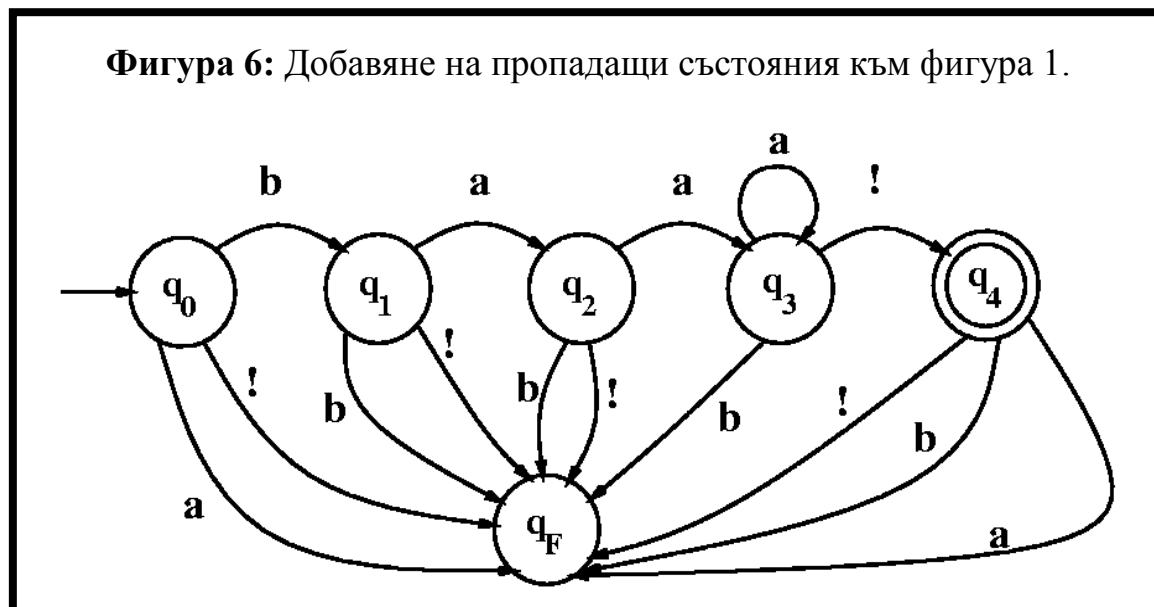 Фигура 6: Добавяне на пропадащи състояния към фигура 1.
a
b a a !
q0 q1 q2 q3 q4
! ! b ! b ! b
b
a qF a